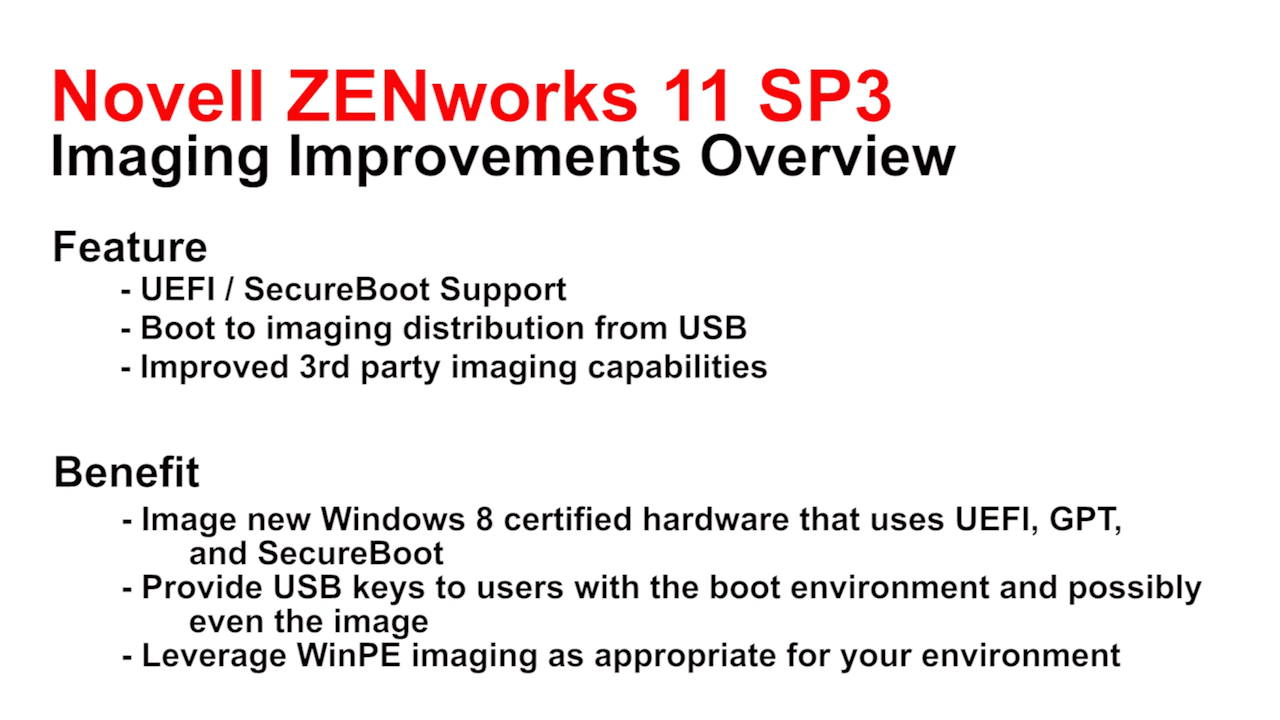 Novell ZENworks 11 SP3
Imaging Improvements Overview
Feature
- UEFI / SecureBoot Support
- Boot to imaging distribution from USB
- Improved 3rd party imaging capabilities
Benefit
- Image new Windows 8 certified hardware that uses UEFI, GPT,
and SecureBoot
- Provide USB keys to users with the boot environment and possibly
even the image
- Leverage WinPE imaging as appropriate for your environment